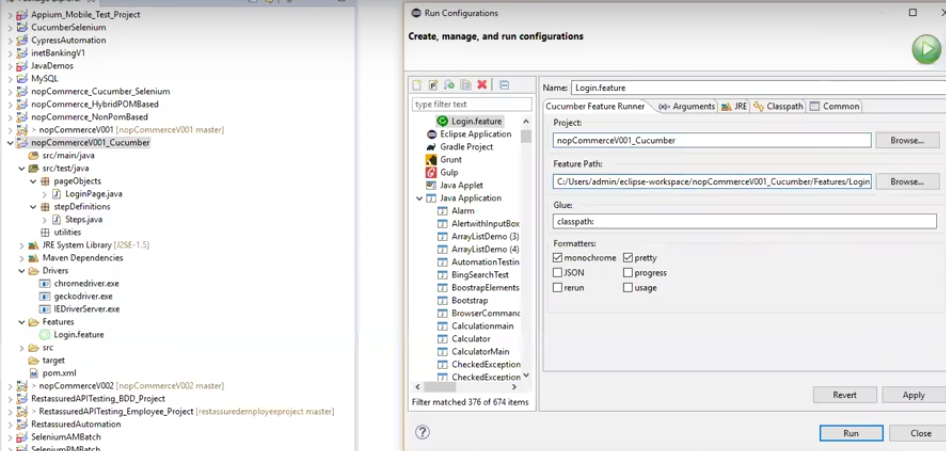 Appium_Mobile_Test_Project
CucumberSelenium
CypressAutomation
inetBankingV1
JavaDemos
MySQL
nopCommerce_Cucumber_Selenium
nopCommerce_HybridPOMBased
nopCommerce_NonPomBased
> nopCommerceV001 [nopCommerceV001 master]
nopCommerceV001_Cucumber
src/main/java
src/test/java
pageObjects
LoginPage.java
stepDefinitions
Steps.java
utilities
JRE System Library [J2SE-1.5]
Maven Dependencies
Drivers
chromedriver.exe
geckodriver.exe
IEDriverServer.exe
Features
Login.feature
src
target
pom.xml
> nopCommerceV002 [nopCommerceV002 master]
RestassuredAPITesting_BDD_Project
> RestassuredAPITesting_Employee_Project [restassuredemployeeproject master]
RestassuredAutomation
SeleniumAMBatch
SeleniumPMBatch
Run Configurations
Create, manage, and run configurations
type filter text
Login.feature
Eclipse Application
Gradle Project
Grunt
Gulp
Java Applet
Java Application
Alarm
AlertwithInputBox
ArrayListDemo (3)
ArrayListDemo (4)
AutomationTestin
BingSearchTest
BootstrapElements
Bootstrap
BrowserCommanc
Calculationmain
Calculator
CalculatorMain
CheckedException
CheckedException
Filter matched 376 of 674 items
Name: Login.feature
Cucumber Feature Runner (x)= Arguments JRE Classpath Common
Project:
nopCommerceV001_Cucumber Browse...
Feature Path:
C:/Users/admin/eclipse-workspace/nopCommerceV001_Cucumber/Features/Login Browse...
Glue:
classpath:
Formatters:
monochrome pretty
JSON progress
rerun usage
Revert Apply
? Run Close